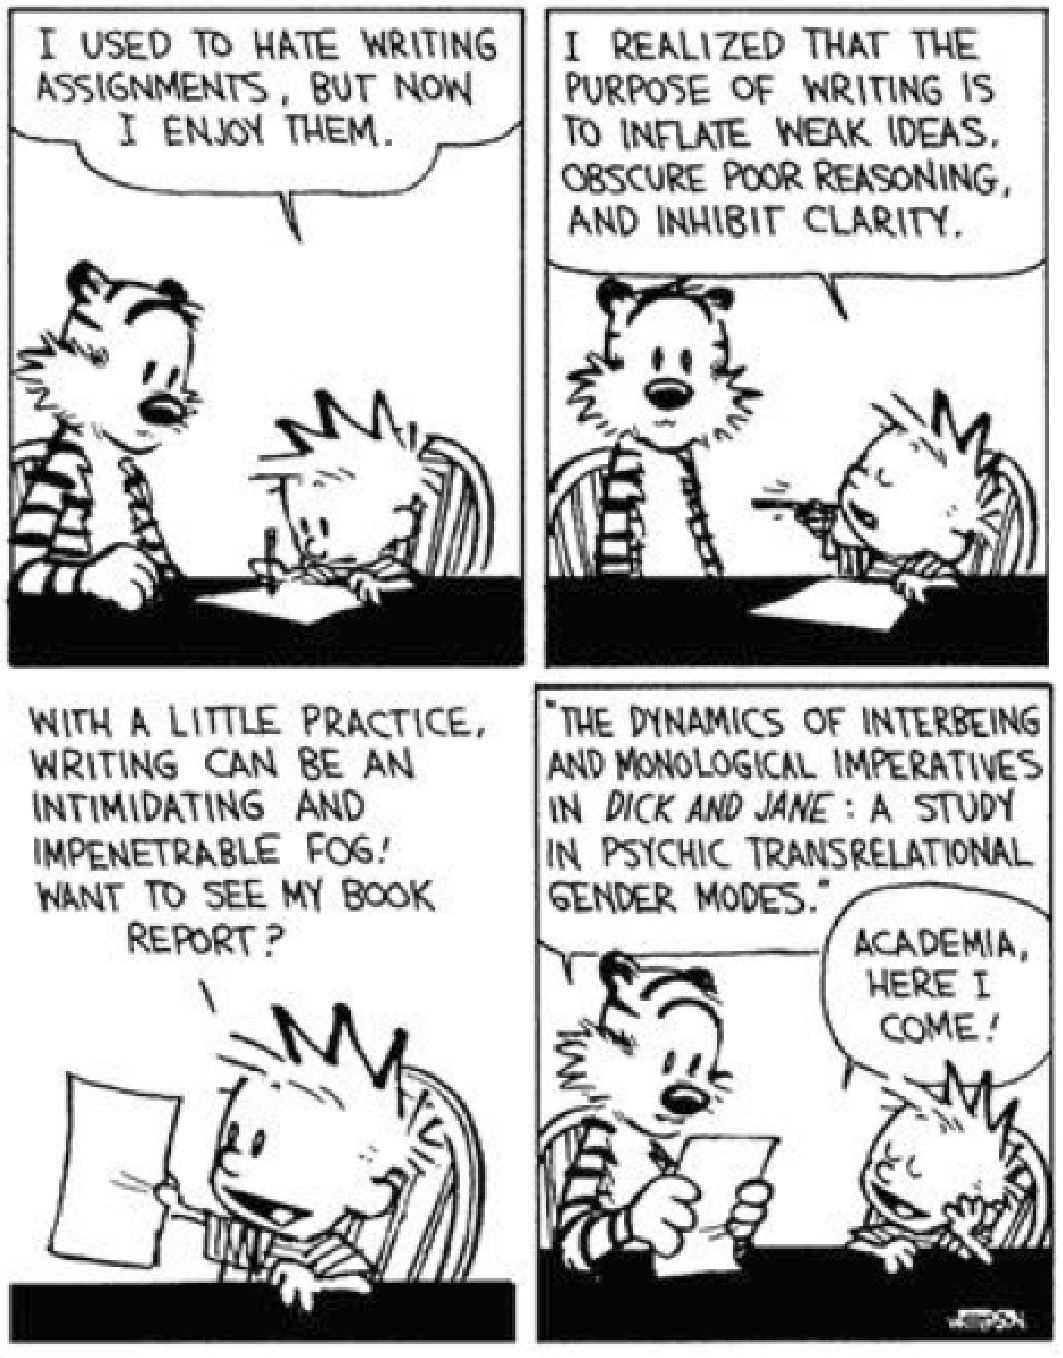 I USED TO HATE WRITING
ASSIGNMENTS, BUT NOW
I ENJOY THEM.
I REALIZED THAT THE
PURPOSE OF WRITING IS
TO INFLATE WEAK IDEAS.
OBSCURE POOR REASONING,
AND INHIBIT CLARITY.
WITH A LITTLE PRACTICE,
WRITING CAN BE AN
INTIMIDATING AND
IMPENETRABLE FOG!
WANT TO SEE MY BOOK
REPORT?
"THE DYNAMICS OF INTERBEING
AND MONOLOGICAL IMPERATIVES
IN DICK AND JANE: A STUDY
IN PSYCHIC TRANSRELATIONAL
GENDER MODES."
ACADEMIA,
HERE I
COME!